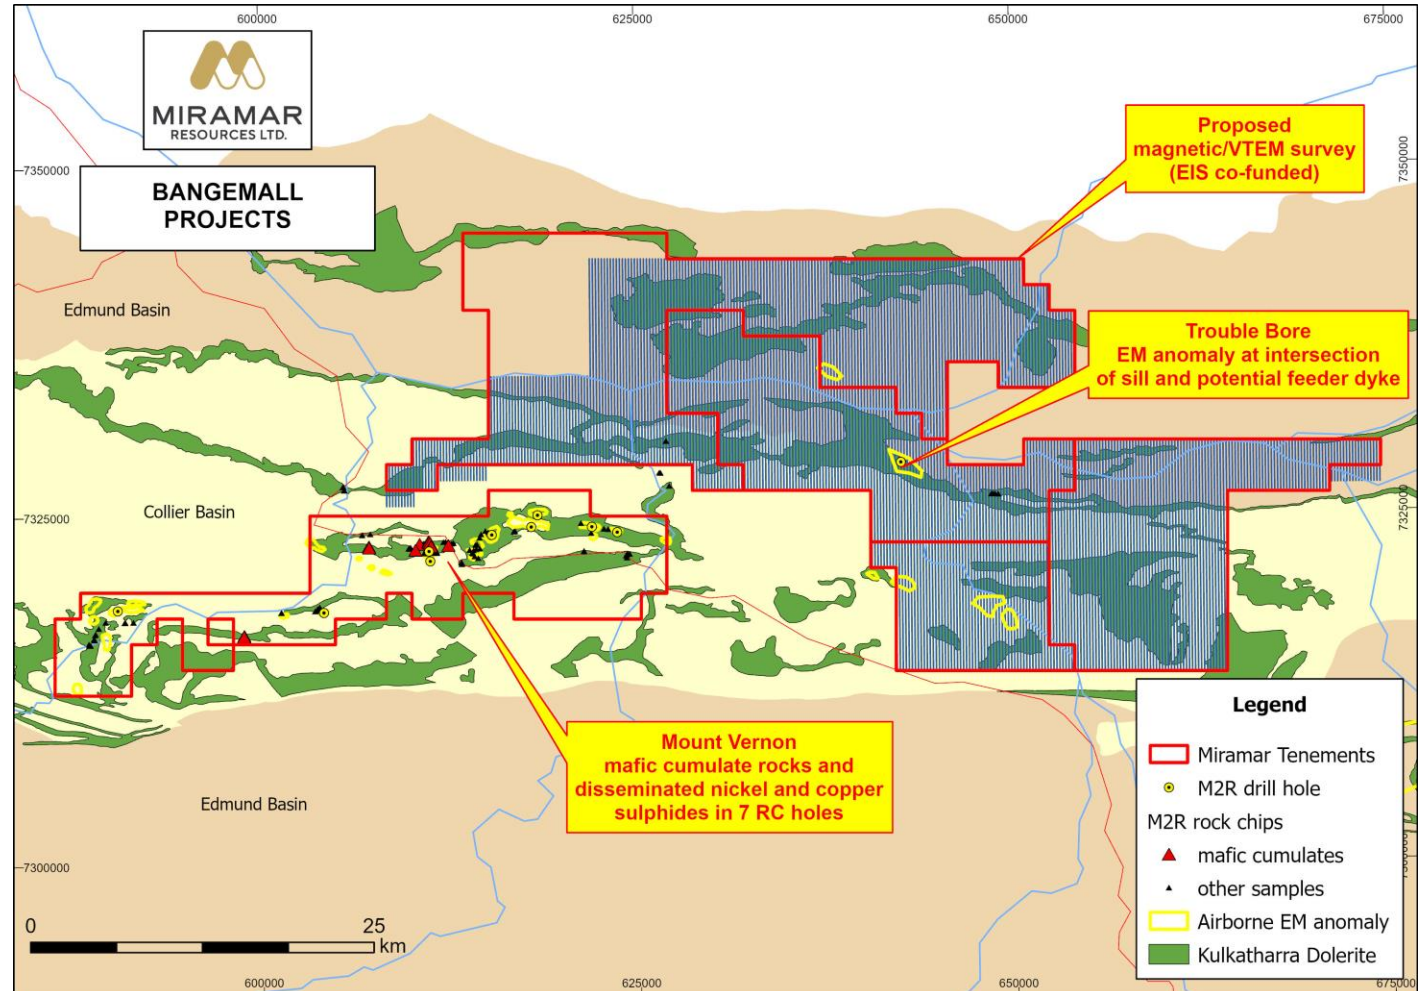 600000
625000
650000
675000
MIRAMAR
RESOURCES LTD.
BANGEMALL
PROJECTS
Proposed
magnetic/VTEM survey
(EIS co-funded)
7350000
7350000
Edmund Basin
Trouble Bore
EM anomaly at intersection
of sill and potential feeder dyke
Collier Basin
7325000
7325000
Mount Vernon
mafic cumulate rocks and
disseminated nickel and copper
sulphides in 7 RC holes
Edmund Basin
Legend
Miramar Tenements
M2R drill hole
M2R rock chips
mafic cumulates
other samples
Airborne EM anomaly
Kulkatharra Dolerite
7300000
0
25
km
600000
625000
650000
675000